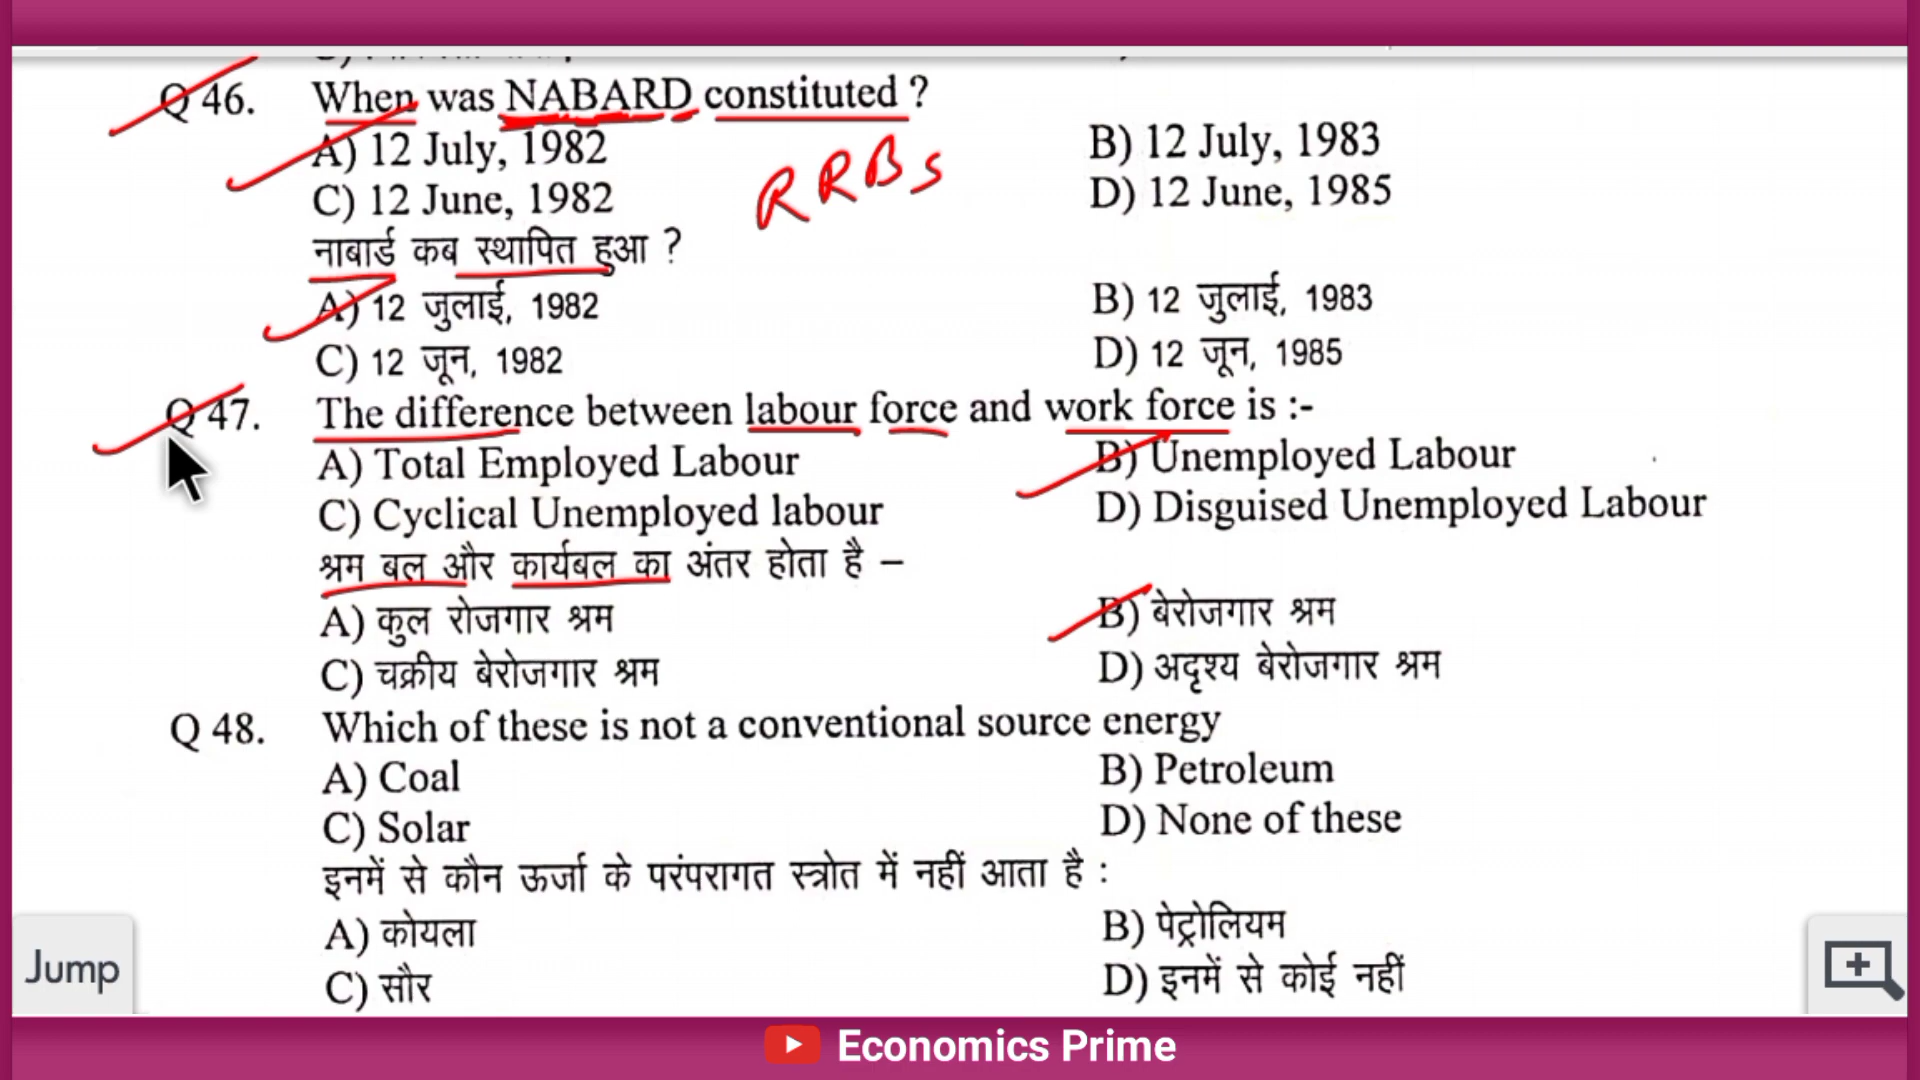 Q 46. When was NABARD constituted ?
A) 12 July, 1982 B) 12 July, 1983
RRBs
C) 12 June, 1982 D) 12 June, 1985
नाबार्ड कब स्थापित हुआ ?
A) 12 जुलाई, 1982 B) 12 जुलाई, 1983
C) 12 जून, 1982 D) 12 जून, 1985
Q 47. The difference between labour force and work force is :-
A) Total Employed Labour B) Unemployed Labour
C) Cyclical Unemployed labour D) Disguised Unemployed Labour
श्रम बल और कार्यबल का अंतर होता है –
A) कुल रोजगार श्रम B) बेरोजगार श्रम
C) चक्रीय बेरोजगार श्रम D) अदृश्य बेरोजगार श्रम
Q 48. Which of these is not a conventional source energy
A) Coal B) Petroleum
C) Solar D) None of these
इनमें से कौन ऊर्जा के परंपरागत स्त्रोत में नहीं आता है :
A) कोयला B) पेट्रोलियम
C) सौर D) इनमें से कोई नहीं
Jump
Economics Prime